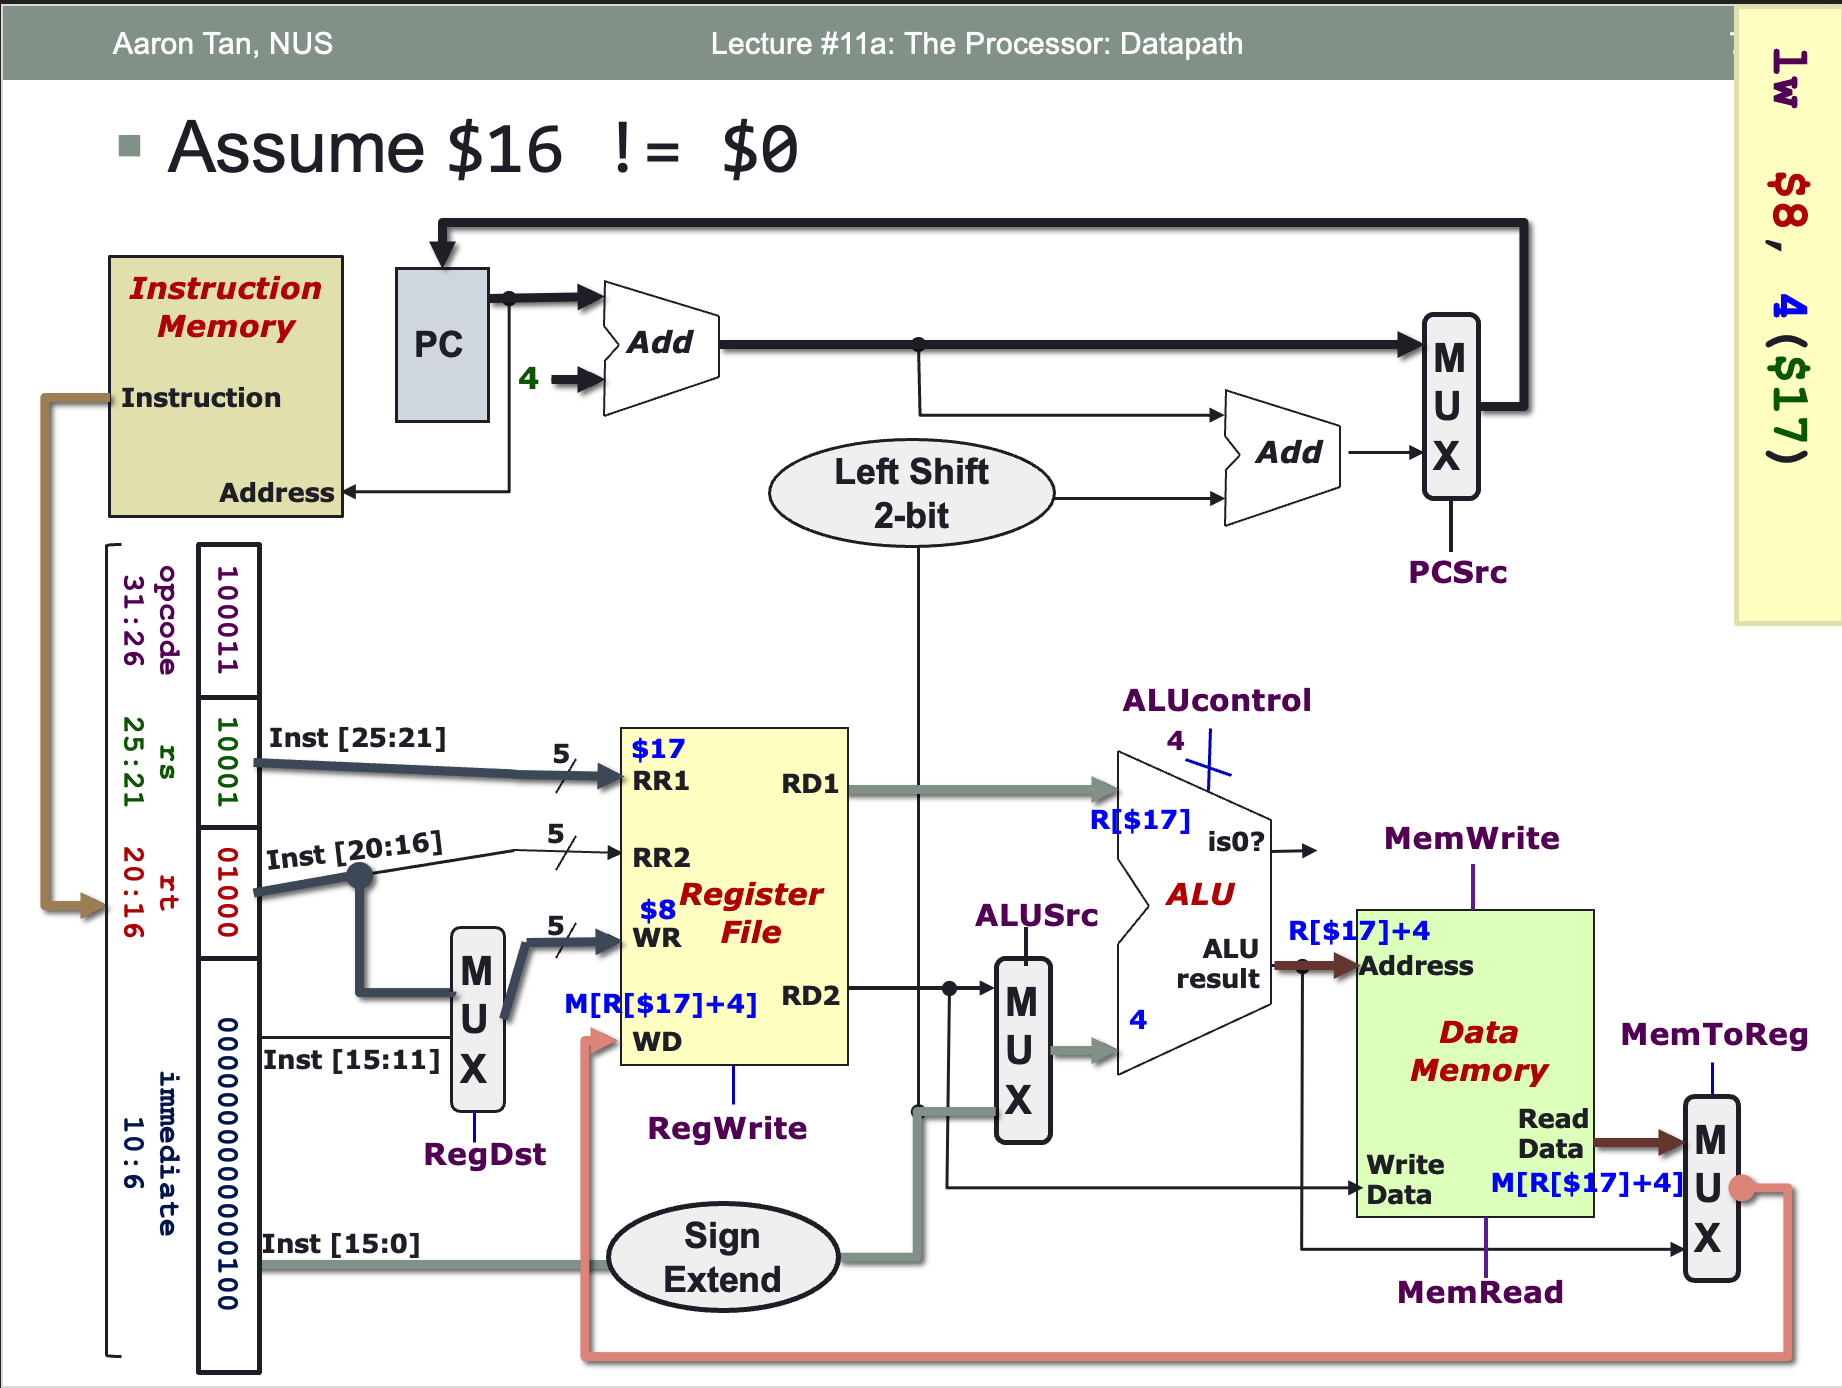 Aaron Tan, NUS
Lecture #11a: The Processor: Datapath
lw $8, 4($17)
Assume $16 != $0
Instruction
Memory
Instruction
Address
PC
4
Add
Left Shift
2-bit
Add
M
U
X
PCSrc
opcode
31:26
100011
rs
25:21
10001
rt
20:16
01000
immediate
10:6
0000000000000100
Inst [25:21]
5
Inst [20:16]
5
5
Inst [15:11]
Inst [15:0]
M
U
X
RegDst
$17
RR1
RD1
RR2
$8
Register
File
WR
M[R[$17]+4]
RD2
WD
RegWrite
Sign
Extend
ALUSrc
M
U
X
ALUcontrol
4
R[$17]
is0?
ALU
ALU
result
4
MemWrite
R[$17]+4
Address
Data
Memory
Read
Data
Write
Data
M[R[$17]+4]
MemRead
MemToReg
M
U
X